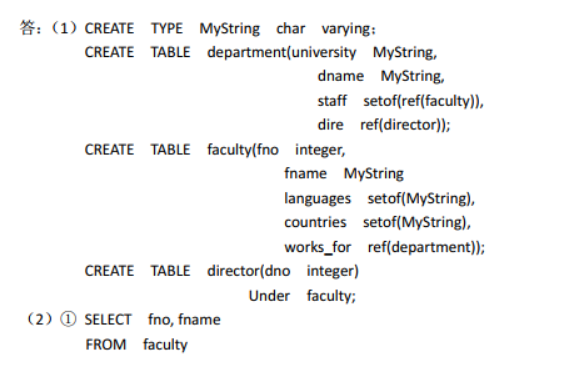 答：（1）CREATE TYPE MyString char varying;
CREATE TABLE department(university MyString,
dname MyString,
staff setof(ref(faculty)),
dire ref(director));
CREATE TABLE faculty(fno integer,
fname MyString
languages setof(MyString),
countries setof(MyString),
works_for ref(department));
CREATE TABLE director(dno integer)
Under faculty;
（2）① SELECT fno, fname
FROM faculty